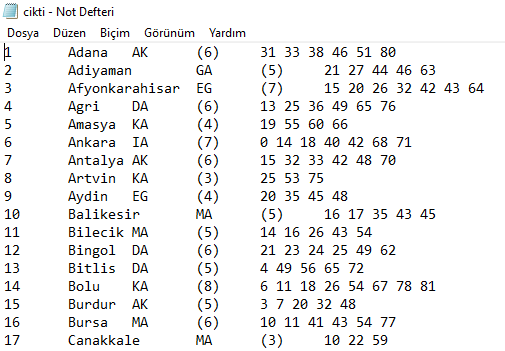 cikti - Not Defteri
Dosya Düzen Biçim Görünüm Yardım
1 Adana AK (6) 31 33 38 46 51 80
2 Adiyaman GA (5) 21 27 44 46 63
3 Afyonkarahisar EG (7) 15 20 26 32 42 43 64
4 Agri DA (6) 13 25 36 49 65 76
5 Amasya KA (4) 19 55 60 66
6 Ankara IA (7) 0 14 18 40 42 68 71
7 Antalya AK (6) 15 32 33 42 48 70
8 Artvin KA (3) 25 53 75
9 Aydin EG (4) 20 35 45 48
10 Balikesir MA (5) 16 17 35 43 45
11 Bilecik MA (5) 14 16 26 43 54
12 Bingol DA (6) 21 23 24 25 49 62
13 Bitlis DA (5) 4 49 56 65 72
14 Bolu KA (8) 6 11 18 26 54 67 78 81
15 Burdur AK (5) 3 7 20 32 48
16 Bursa MA (6) 10 11 41 43 54 77
17 Canakkale MA (3) 10 22 59